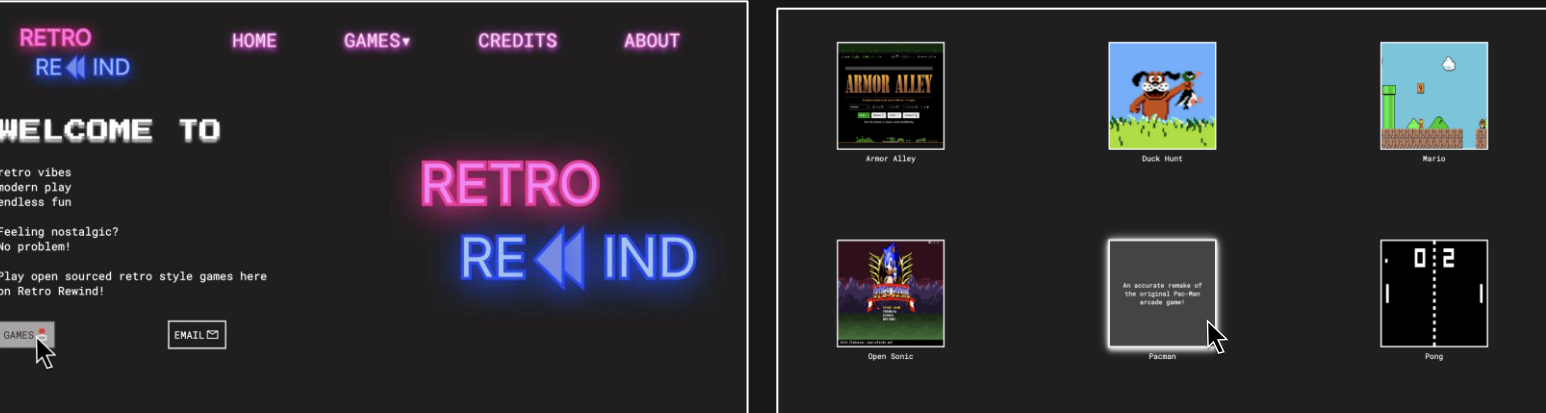 RETRO
RE IND
HOME GAMES▾ CREDITS ABOUT
WELCOME TO
retro vibes
modern play
endless fun
Feeling nostalgic?
No problem!
Play open sourced retro style games here
on Retro Rewind!
GAMES
EMAIL
RETRO
RE IND
ARMOR ALLEY
Armor Alley
Duck Hunt
Mario
Open Sonic
An accurate remake of
the original Pac-Man
arcade game!
Pacman
0 2
Pong